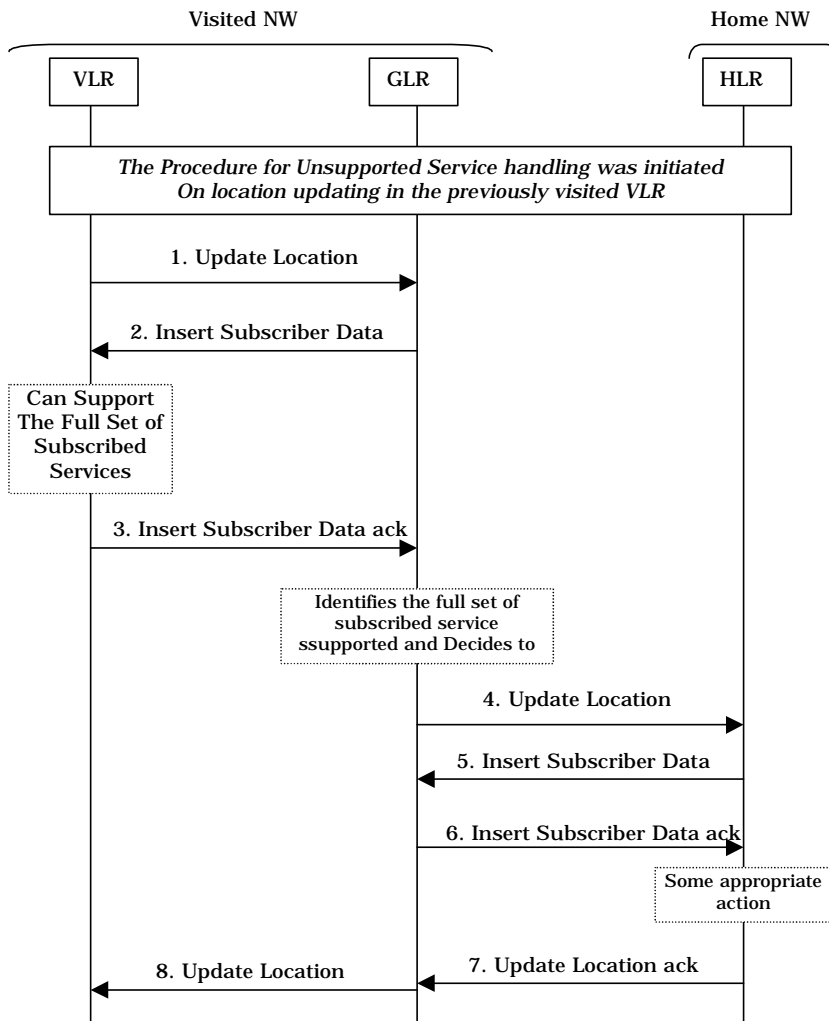 Visited NW
Home NW
VLR
GLR
HLR
The Procedure for Unsupported Service handling was initiated
On location updating in the previously visited VLR
1. Update Location
2. Insert Subscriber Data
Can Support
The Full Set of
Subscribed
Services
3. Insert Subscriber Data ack
Identifies the full set of
subscribed service
ssupported and Decides to
4. Update Location
5. Insert Subscriber Data
6. Insert Subscriber Data ack
Some appropriate
action
7. Update Location ack
8. Update Location